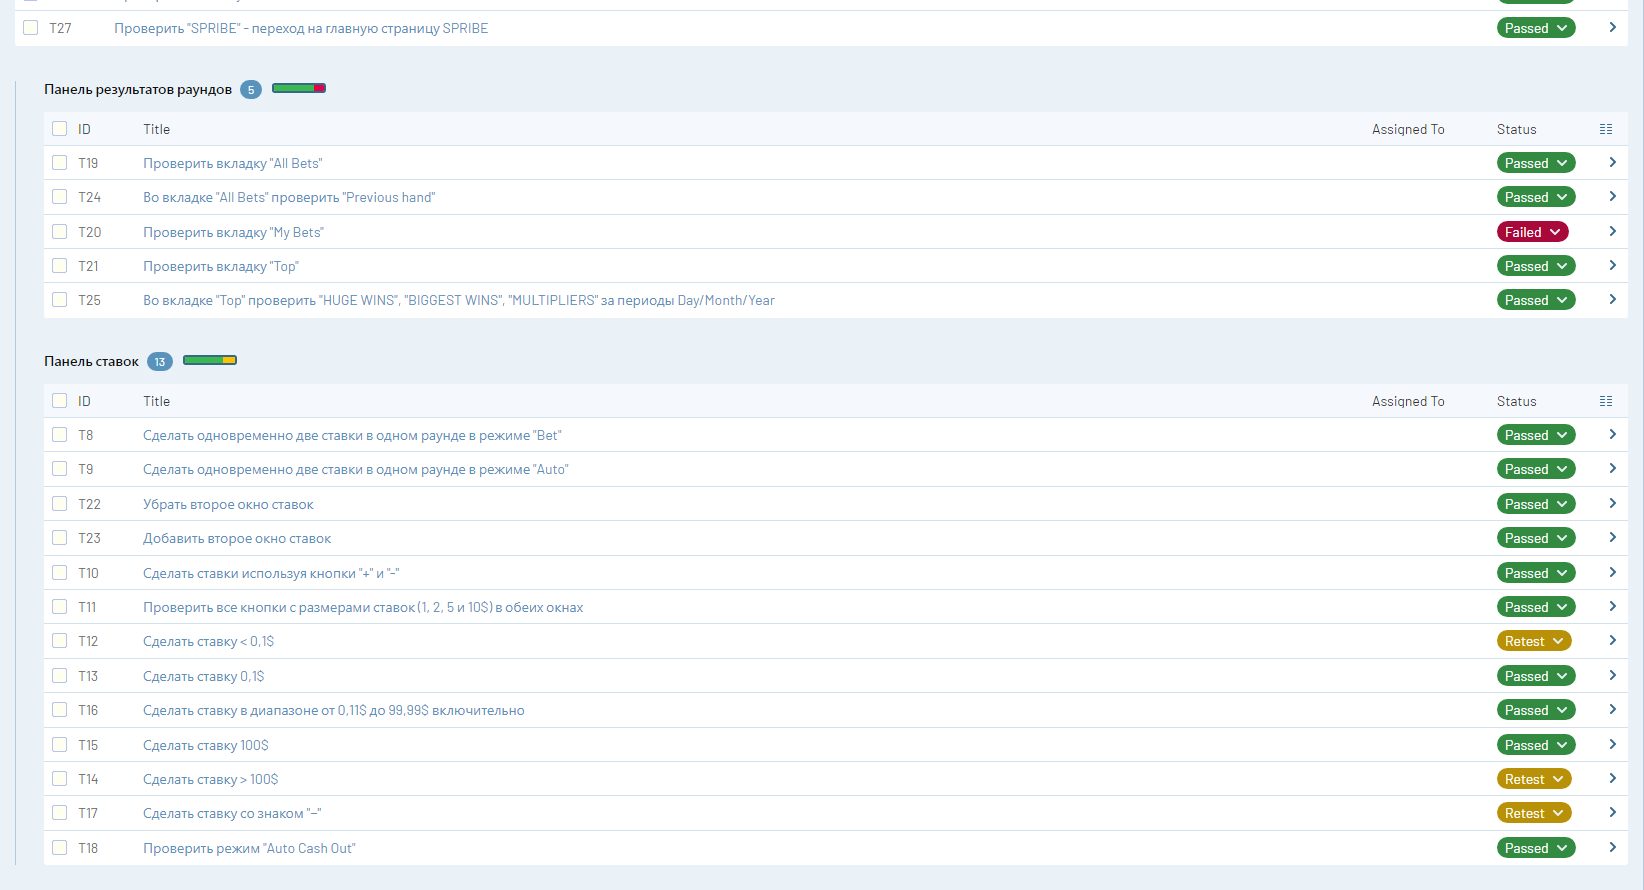 T27 Проверить "SPRIBE" - переход на главную страницу SPRIBE Passed
Панель результатов раундов 5
ID Title Assigned To Status
T19 Проверить вкладку "All Bets" Passed
T24 Во вкладке "All Bets" проверить "Previous hand" Passed
T20 Проверить вкладку "My Bets" Failed
T21 Проверить вкладку "Top" Passed
T25 Во вкладке "Top" проверить "HUGE WINS", "BIGGEST WINS", "MULTIPLIERS" за периоды Day/Month/Year Passed
Панель ставок 13
ID Title Assigned To Status
T8 Сделать одновременно две ставки в одном раунде в режиме "Bet" Passed
T9 Сделать одновременно две ставки в одном раунде в режиме "Auto" Passed
T22 Убрать второе окно ставок Passed
T23 Добавить второе окно ставок Passed
T10 Сделать ставки используя кнопки "+" и "-" Passed
T11 Проверить все кнопки с размерами ставок (1, 2, 5 и 10$) в обеих окнах Passed
T12 Сделать ставку < 0,1$ Retest
T13 Сделать ставку 0,1$ Passed
T16 Сделать ставку в диапазоне от 0,11$ до 99,99$ включительно Passed
T15 Сделать ставку 100$ Passed
T14 Сделать ставку > 100$ Retest
T17 Сделать ставку со знаком "-" Retest
T18 Проверить режим "Auto Cash Out" Passed